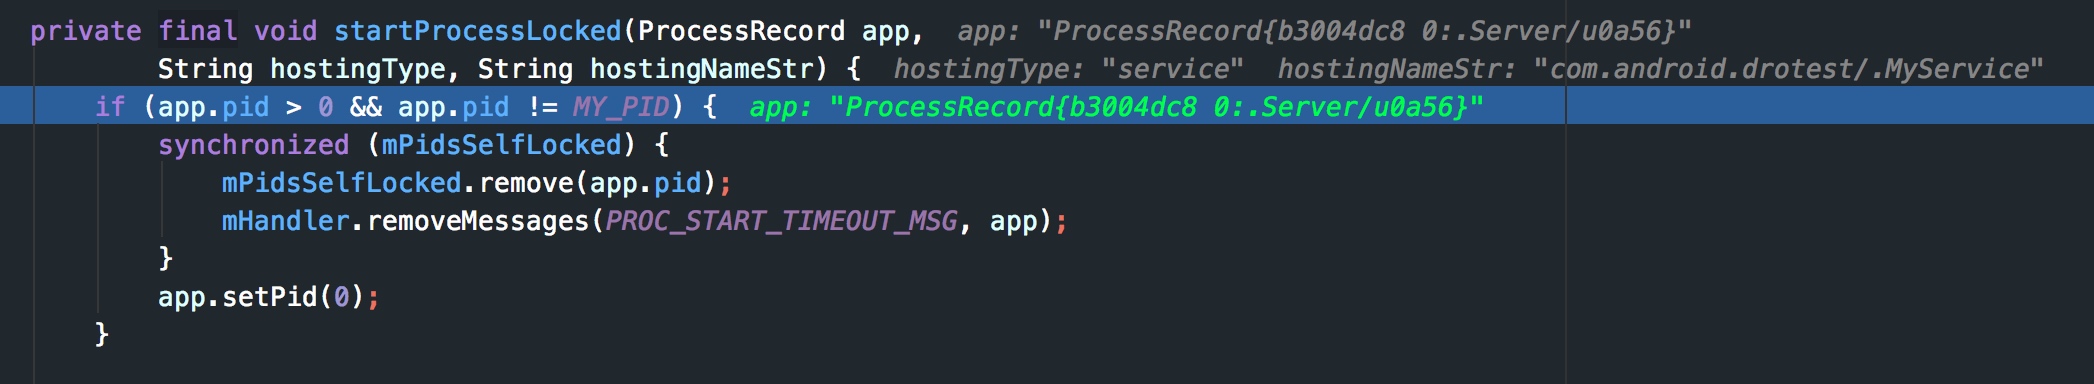 private final void startProcessLocked(ProcessRecord app, app: "ProcessRecord{b3004dc8 0:.Server/u0a56}"
String hostingType, String hostingNameStr) { hostingType: "service" hostingNameStr: "com.android.drotest/.MyService"
if (app.pid > 0 && app.pid != MY_PID) { app: "ProcessRecord{b3004dc8 0:.Server/u0a56}"
synchronized (mPidsSelfLocked) {
mPidsSelfLocked.remove(app.pid);
mHandler.removeMessages(PROC_START_TIMEOUT_MSG, app);
}
app.setPid(0);
}